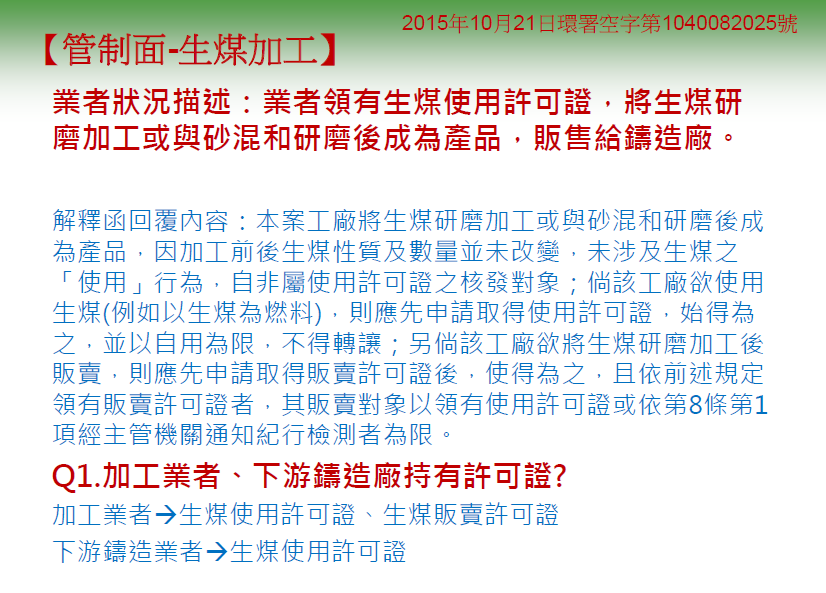 2015年10月21日環署空字第1040082025號
【管制面-生煤加工】
業者狀況描述：業者領有生煤使用許可證，將生煤研
磨加工或與砂混和研磨後成為產品，販售給鑄造廠。
解釋函回覆內容：本案工廠將生煤研磨加工或與砂混和研磨後成
為產品，因加工前後生煤性質及數量並未改變，未涉及生煤之
「使用」行為，自非屬使用許可證之核發對象；倘該工廠欲使用
生煤(例如以生煤為燃料)，則應先申請取得使用許可證，始得為
之，並以自用為限，不得轉讓；另倘該工廠欲將生煤研磨加工後
販賣，則應先申請取得販賣許可證後，使得為之，且依前述規定
領有販賣許可證者，其販賣對象以領有使用許可證或依第8條第1
項經主管機關通知紀行檢測者為限。
Q1.加工業者、下游鑄造廠持有許可證?
加工業者→生煤使用許可證、生煤販賣許可證
下游鑄造業者→生煤使用許可證